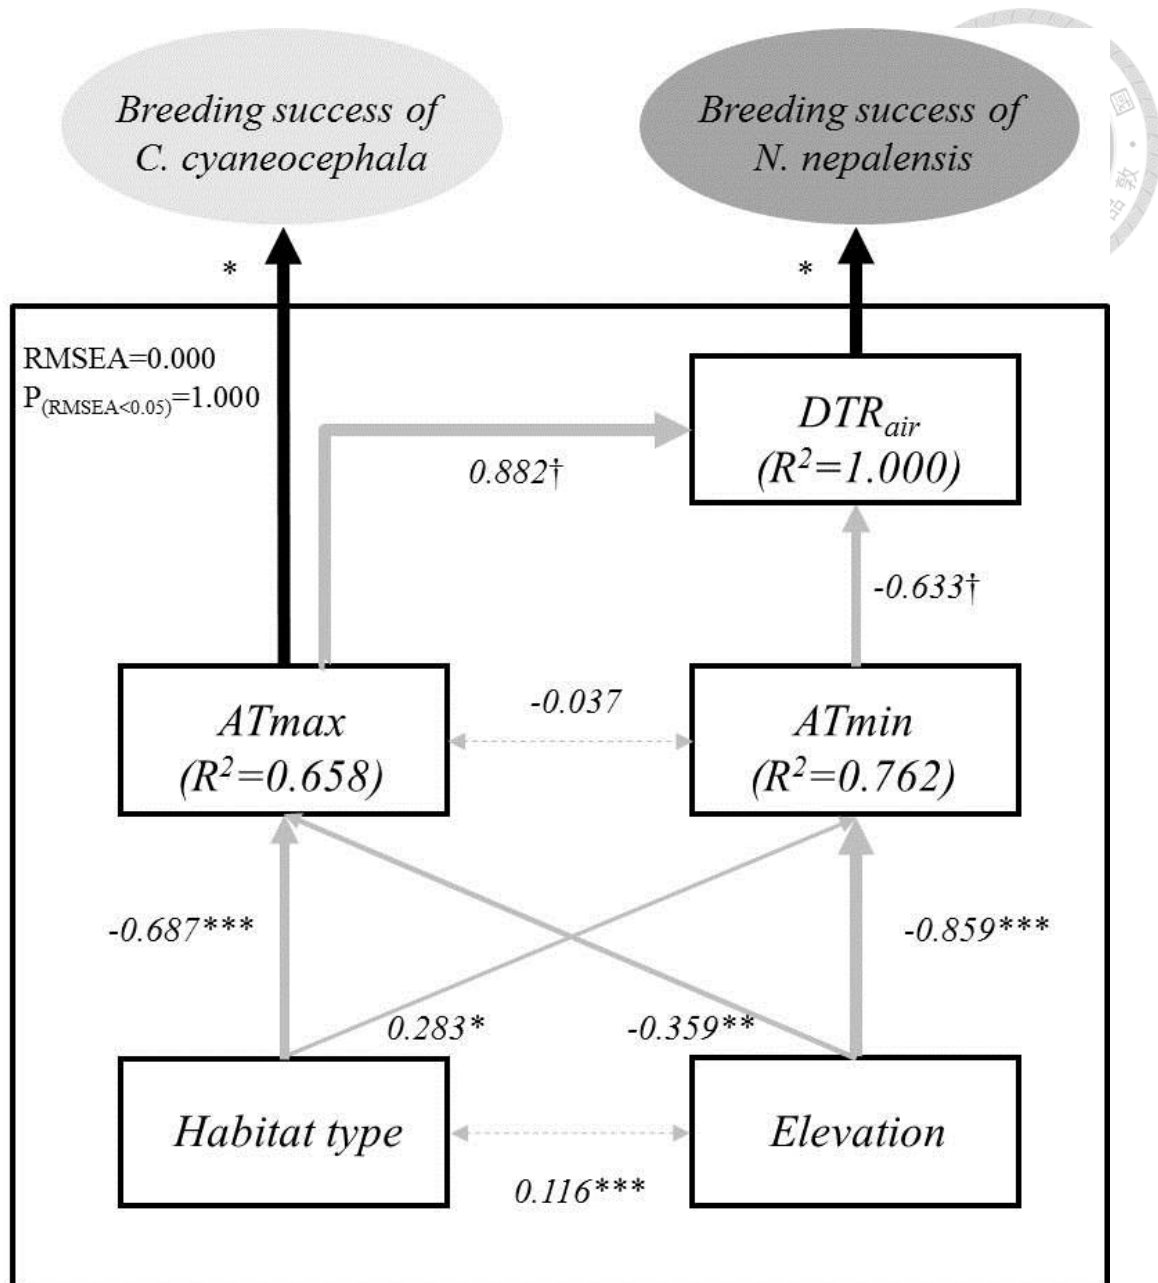 Breeding success of
C. cyaneocephala
Breeding success of
N. nepalensis
*
*
RMSEA=0.000
P(RMSEA<0.05)=1.000
DTRair
(R²=1.000)
0.882†
-0.633†
ATmax
(R²=0.658)
-0.037
ATmin
(R²=0.762)
-0.687***
-0.859***
0.283*
-0.359**
Habitat type
Elevation
0.116***